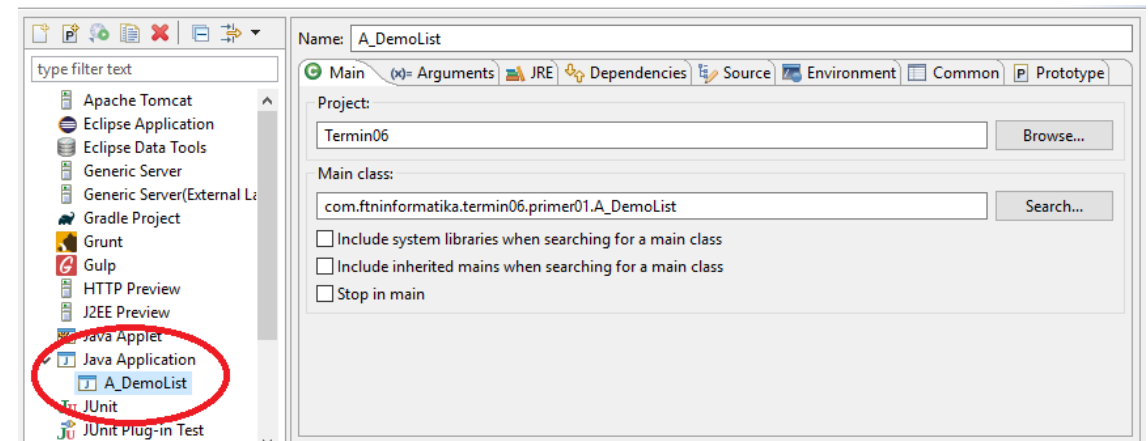 type filter text
Apache Tomcat
Eclipse Application
Eclipse Data Tools
Generic Server
Generic Server(External La
Gradle Project
Grunt
Gulp
HTTP Preview
J2EE Preview
Java Applet
Java Application
A_DemoList
JUnit
JUnit Plug-in Test
Name: A_DemoList
Main (x)= Arguments JRE Dependencies Source Environment Common Prototype
Project:
Termin06 Browse...
Main class:
com.ftninformatika.termin06.primer01.A_DemoList Search...
Include system libraries when searching for a main class
Include inherited mains when searching for a main class
Stop in main